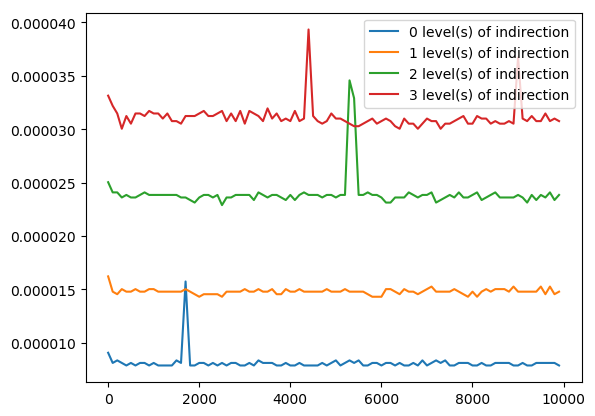 0.000040
0.000035
0.000030
0.000025
0.000020
0.000015
0.000010
0 level(s) of indirection
1 level(s) of indirection
2 level(s) of indirection
3 level(s) of indirection
0 2000 4000 6000 8000 10000